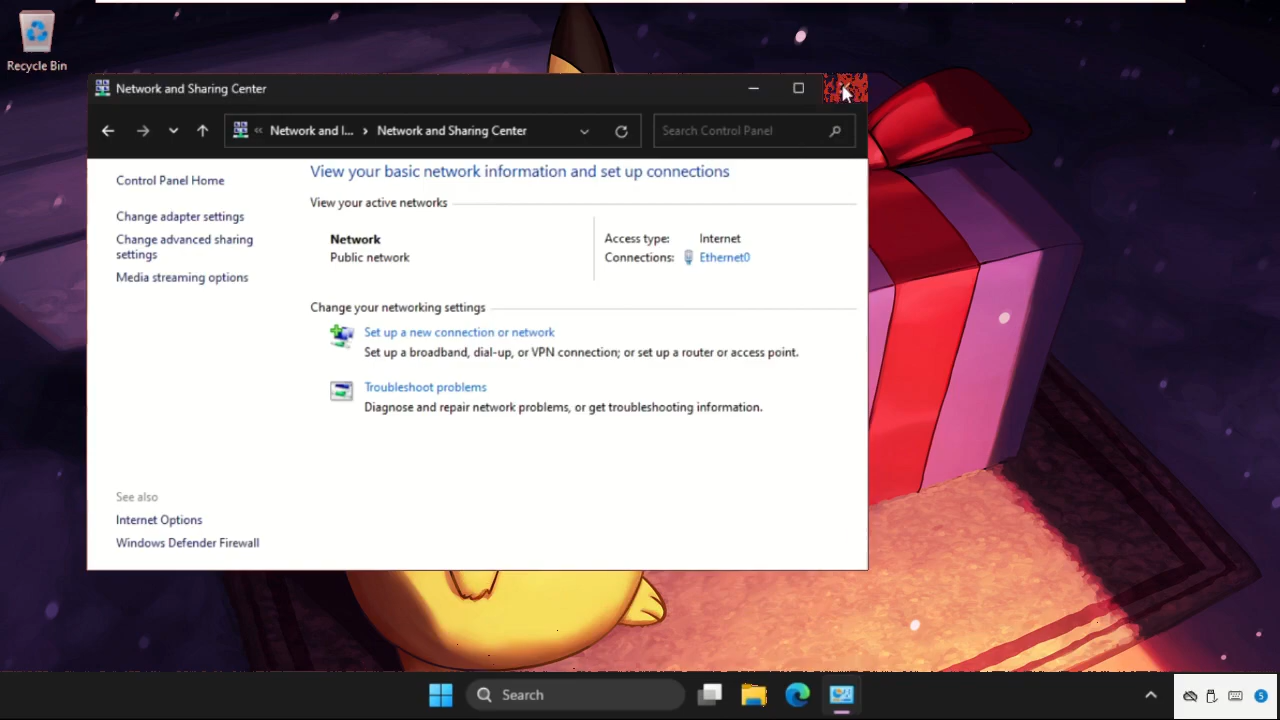 Recycle Bin
Network and Sharing Center
« Network and I... › Network and Sharing Center
Search Control Panel
Control Panel Home
Change adapter settings
Change advanced sharing
settings
Media streaming options
See also
Internet Options
Windows Defender Firewall
View your basic network information and set up connections
View your active networks
Network
Public network
Access type: Internet
Connections: Ethernet0
Change your networking settings
Set up a new connection or network
Set up a broadband, dial-up, or VPN connection; or set up a router or access point.
Troubleshoot problems
Diagnose and repair network problems, or get troubleshooting information.
Search
5